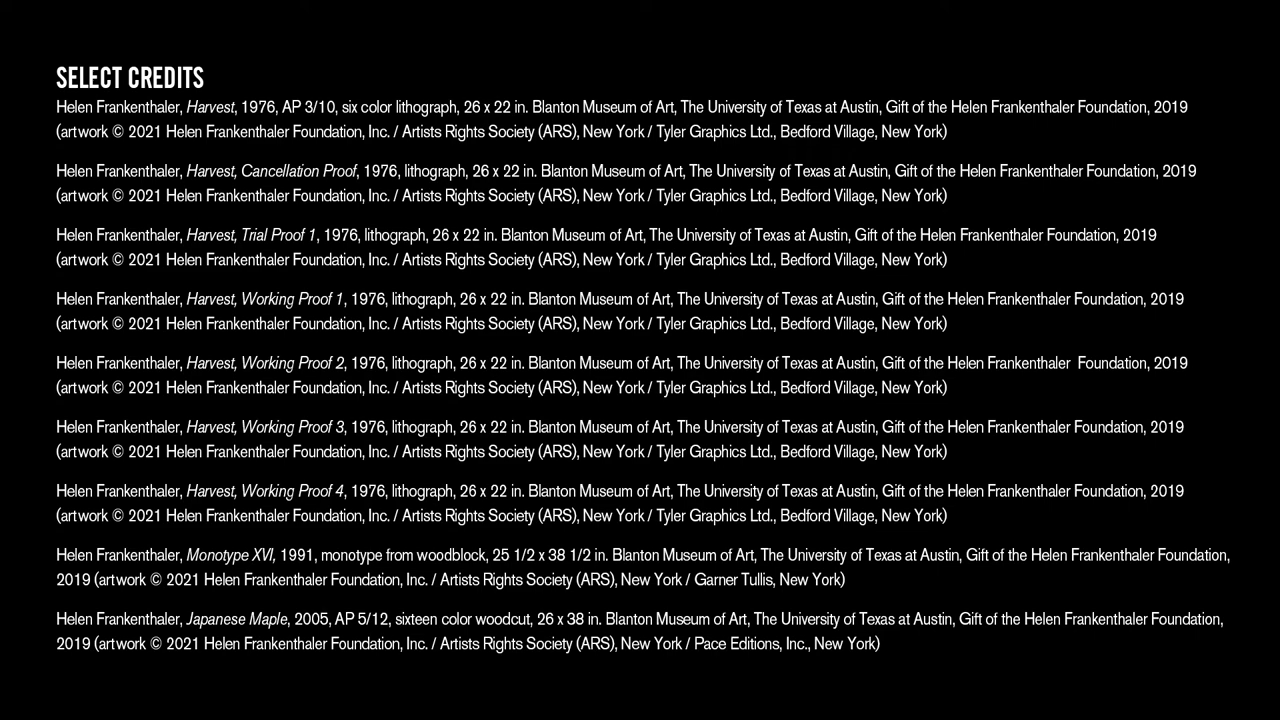 SELECT CREDITS
Helen Frankenthaler, Harvest, 1976, AP 3/10, six color lithograph, 26 x 22 in. Blanton Museum of Art, The University of Texas at Austin, Gift of the Helen Frankenthaler Foundation, 2019
(artwork © 2021 Helen Frankenthaler Foundation, Inc. / Artists Rights Society (ARS), New York / Tyler Graphics Ltd., Bedford Village, New York)
Helen Frankenthaler, Harvest, Cancellation Proof, 1976, lithograph, 26 x 22 in. Blanton Museum of Art, The University of Texas at Austin, Gift of the Helen Frankenthaler Foundation, 2019
(artwork © 2021 Helen Frankenthaler Foundation, Inc. / Artists Rights Society (ARS), New York / Tyler Graphics Ltd., Bedford Village, New York)
Helen Frankenthaler, Harvest, Trial Proof 1, 1976, lithograph, 26 x 22 in. Blanton Museum of Art, The University of Texas at Austin, Gift of the Helen Frankenthaler Foundation, 2019
(artwork © 2021 Helen Frankenthaler Foundation, Inc. / Artists Rights Society (ARS), New York / Tyler Graphics Ltd., Bedford Village, New York)
Helen Frankenthaler, Harvest, Working Proof 1, 1976, lithograph, 26 x 22 in. Blanton Museum of Art, The University of Texas at Austin, Gift of the Helen Frankenthaler Foundation, 2019
(artwork © 2021 Helen Frankenthaler Foundation, Inc. / Artists Rights Society (ARS), New York / Tyler Graphics Ltd., Bedford Village, New York)
Helen Frankenthaler, Harvest, Working Proof 2, 1976, lithograph, 26 x 22 in. Blanton Museum of Art, The University of Texas at Austin, Gift of the Helen Frankenthaler Foundation, 2019
(artwork © 2021 Helen Frankenthaler Foundation, Inc. / Artists Rights Society (ARS), New York / Tyler Graphics Ltd., Bedford Village, New York)
Helen Frankenthaler, Harvest, Working Proof 3, 1976, lithograph, 26 x 22 in. Blanton Museum of Art, The University of Texas at Austin, Gift of the Helen Frankenthaler Foundation, 2019
(artwork © 2021 Helen Frankenthaler Foundation, Inc. / Artists Rights Society (ARS), New York / Tyler Graphics Ltd., Bedford Village, New York)
Helen Frankenthaler, Harvest, Working Proof 4, 1976, lithograph, 26 x 22 in. Blanton Museum of Art, The University of Texas at Austin, Gift of the Helen Frankenthaler Foundation, 2019
(artwork © 2021 Helen Frankenthaler Foundation, Inc. / Artists Rights Society (ARS), New York / Tyler Graphics Ltd., Bedford Village, New York)
Helen Frankenthaler, Monotype XVI, 1991, monotype from woodblock, 25 1/2 x 38 1/2 in. Blanton Museum of Art, The University of Texas at Austin, Gift of the Helen Frankenthaler Foundation,
2019 (artwork © 2021 Helen Frankenthaler Foundation, Inc. / Artists Rights Society (ARS), New York / Garner Tullis, New York)
Helen Frankenthaler, Japanese Maple, 2005, AP 5/12, sixteen color woodcut, 26 x 38 in. Blanton Museum of Art, The University of Texas at Austin, Gift of the Helen Frankenthaler Foundation,
2019 (artwork © 2021 Helen Frankenthaler Foundation, Inc. / Artists Rights Society (ARS), New York / Pace Editions, Inc., New York)